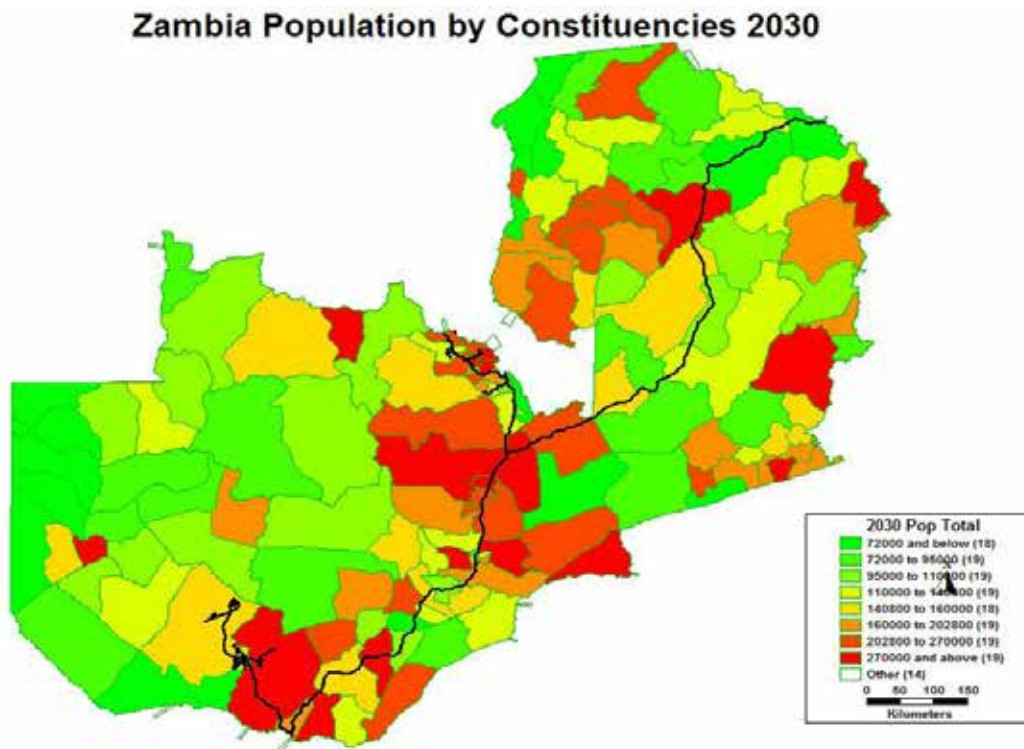 Zambia Population by Constituencies 2030
2030 Pop Total
72000 and below (18)
72000 to 95000 (19)
95000 to 110000 (19)
110000 to 140800 (19)
140800 to 160000 (18)
160000 to 202800 (19)
202800 to 270000 (19)
270000 and above (19)
Other (14)
0 50 100 150
Kilometers